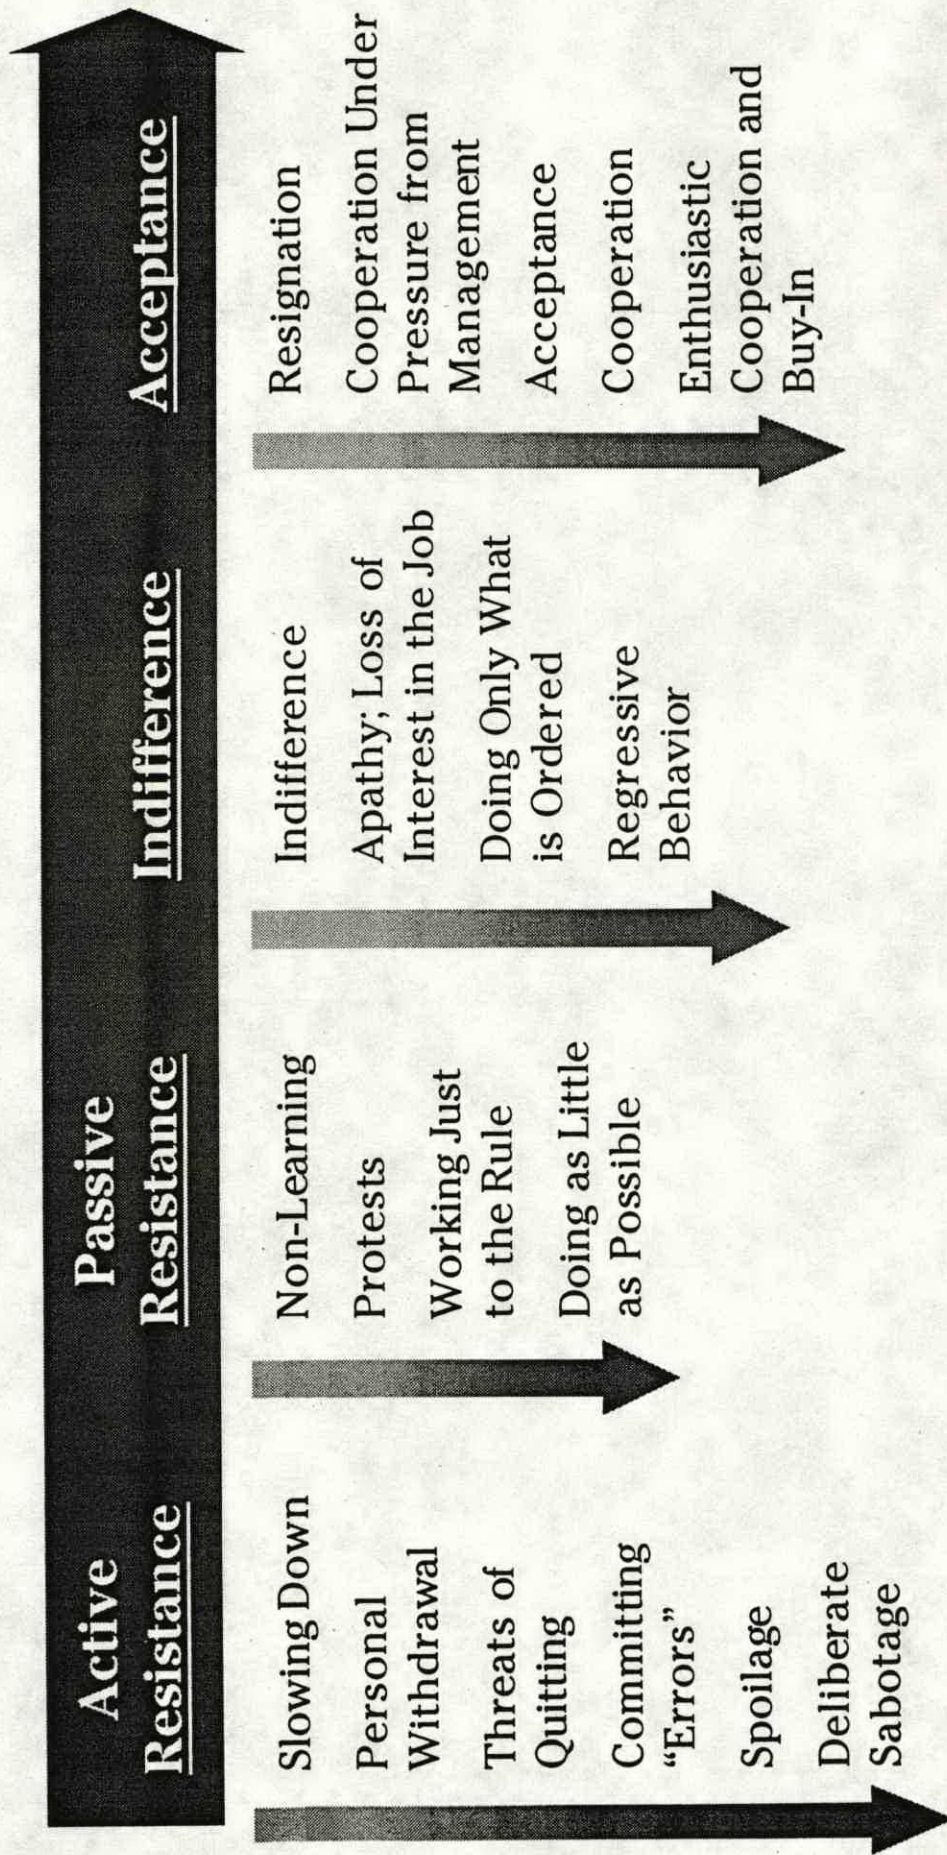 Active
Resistance
Passive
Resistance
Indifference
Acceptance
Slowing Down
Personal
Withdrawal
Threats of
Quitting
Committing
“Errors”
Spoilage
Deliberate
Sabotage
Non-Learning
Protests
Working Just
to the Rule
Doing as Little
as Possible
Indifference
Apathy; Loss of
Interest in the Job
Doing Only What
is Ordered
Regressive
Behavior
Resignation
Cooperation Under
Pressure from
Management
Acceptance
Cooperation
Enthusiastic
Cooperation and
Buy-In